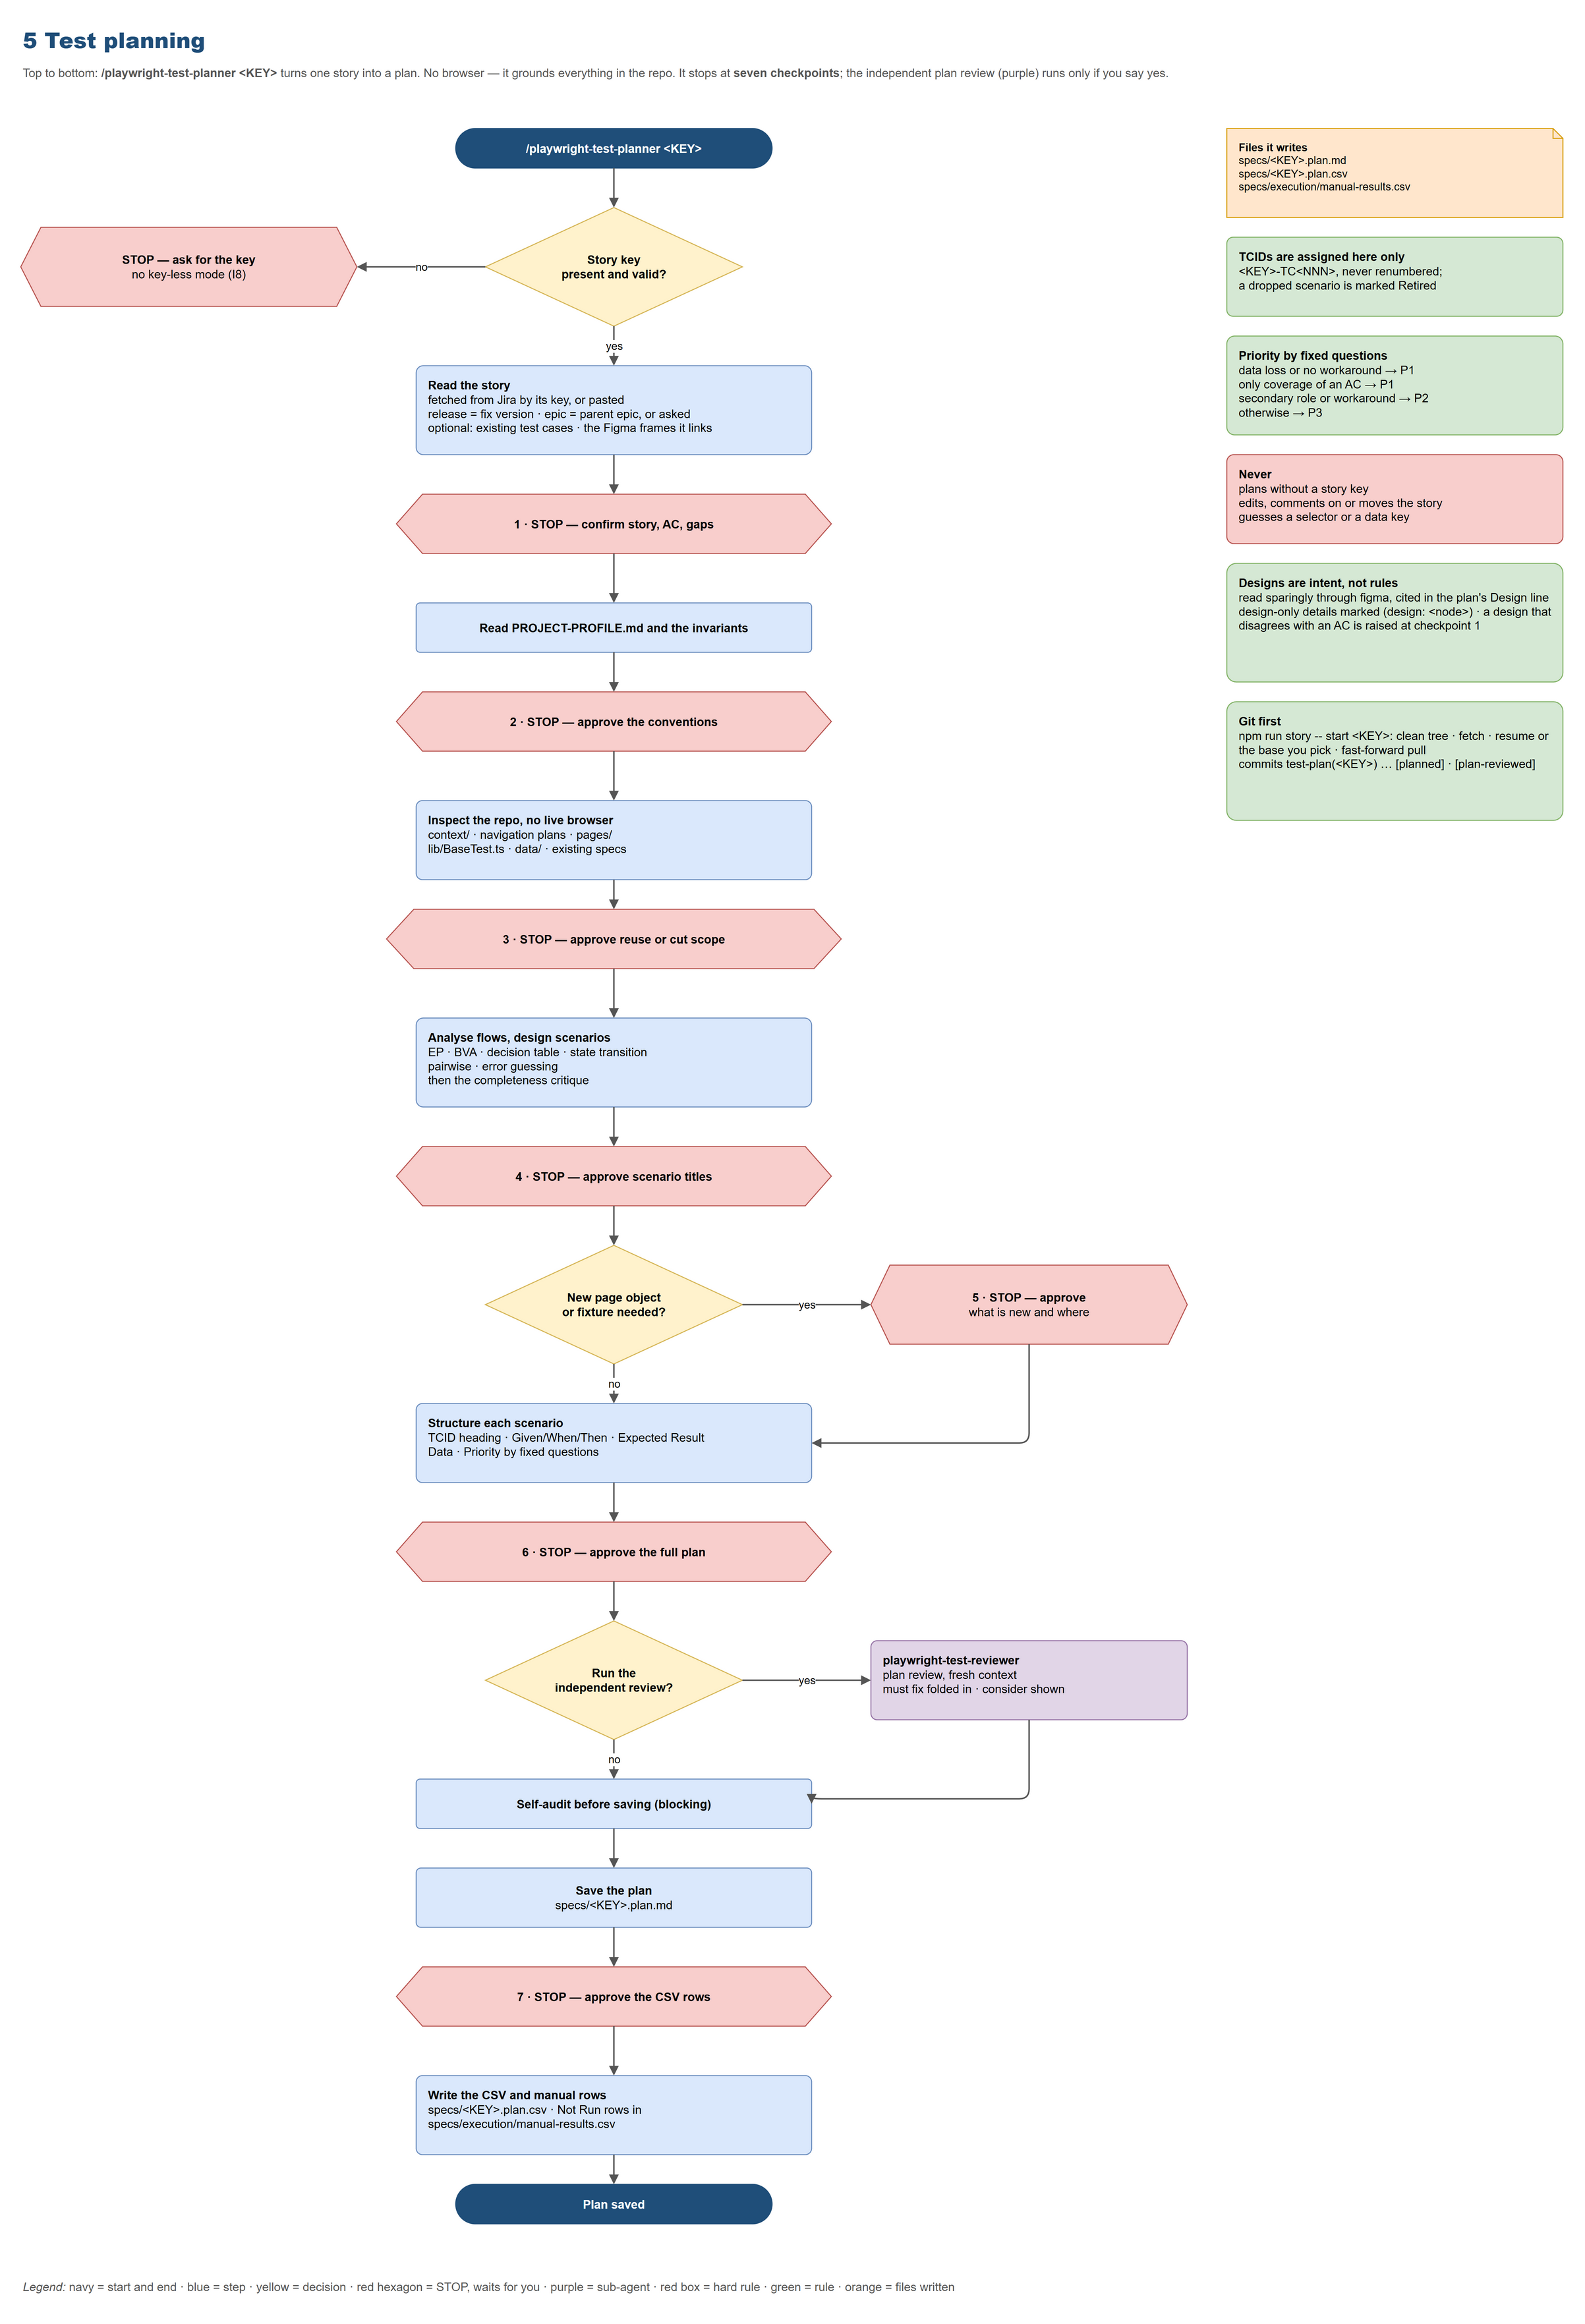 5 Test planning
Top to bottom: /playwright-test-planner <KEY> turns one story into a plan. No browser — it grounds everything in the repo. It stops at seven checkpoints; the independent plan review (purple) runs only if you say yes.
/playwright-test-planner <KEY>
Story key
present and valid?
no
STOP — ask for the key
no key-less mode (I8)
yes
Read the story
fetched from Jira by its key, or pasted
release = fix version · epic = parent epic, or asked
optional: existing test cases · the Figma frames it links
1 · STOP — confirm story, AC, gaps
Read PROJECT-PROFILE.md and the invariants
2 · STOP — approve the conventions
Inspect the repo, no live browser
context/ · navigation plans · pages/
lib/BaseTest.ts · data/ · existing specs
3 · STOP — approve reuse or cut scope
Analyse flows, design scenarios
EP · BVA · decision table · state transition
pairwise · error guessing
then the completeness critique
4 · STOP — approve scenario titles
New page object
or fixture needed?
yes
5 · STOP — approve
what is new and where
no
Structure each scenario
TCID heading · Given/When/Then · Expected Result
Data · Priority by fixed questions
6 · STOP — approve the full plan
Run the
independent review?
yes
playwright-test-reviewer
plan review, fresh context
must fix folded in · consider shown
no
Self-audit before saving (blocking)
Save the plan
specs/<KEY>.plan.md
7 · STOP — approve the CSV rows
Write the CSV and manual rows
specs/<KEY>.plan.csv · Not Run rows in
specs/execution/manual-results.csv
Plan saved
Files it writes
specs/<KEY>.plan.md
specs/<KEY>.plan.csv
specs/execution/manual-results.csv
TCIDs are assigned here only
<KEY>-TC<NNN>, never renumbered;
a dropped scenario is marked Retired
Priority by fixed questions
data loss or no workaround → P1
only coverage of an AC → P1
secondary role or workaround → P2
otherwise → P3
Never
plans without a story key
edits, comments on or moves the story
guesses a selector or a data key
Designs are intent, not rules
read sparingly through figma, cited in the plan's Design line
design-only details marked (design: <node>) · a design that
disagrees with an AC is raised at checkpoint 1
Git first
npm run story -- start <KEY>: clean tree · fetch · resume or
the base you pick · fast-forward pull
commits test-plan(<KEY>) … [planned] · [plan-reviewed]
Legend: navy = start and end · blue = step · yellow = decision · red hexagon = STOP, waits for you · purple = sub-agent · red box = hard rule · green = rule · orange = files written